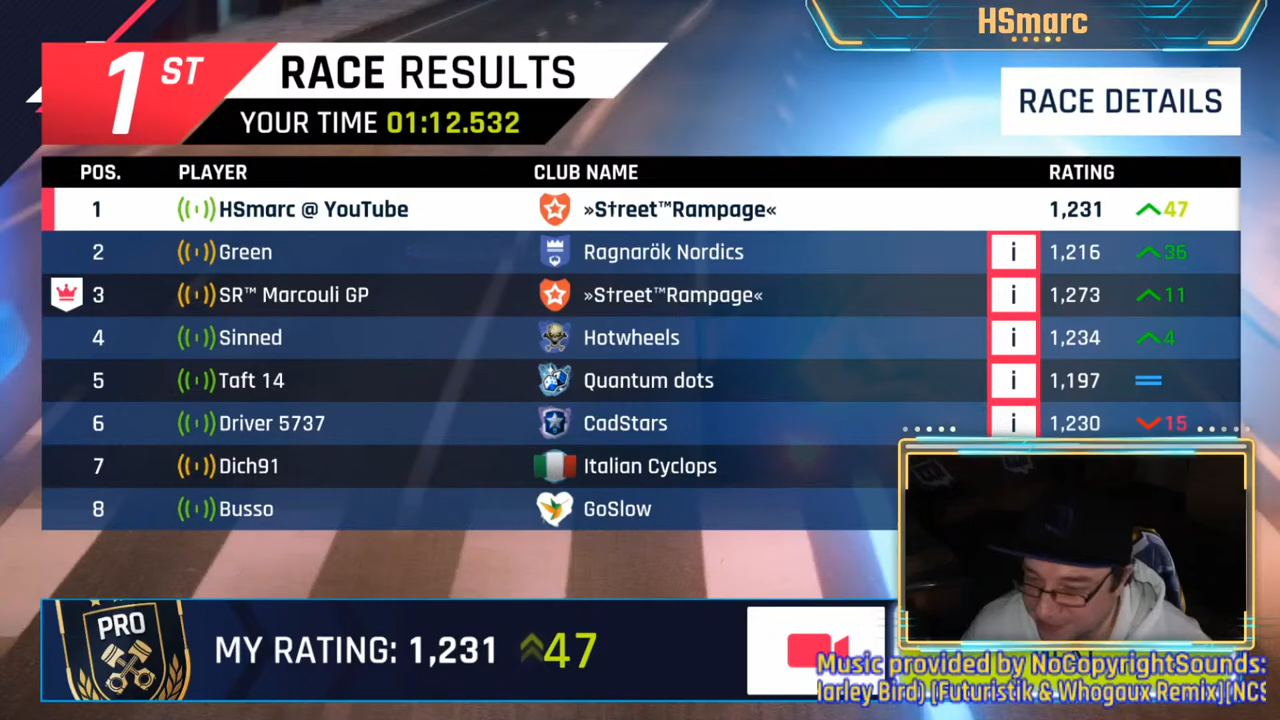 HSmarc
1ST
RACE RESULTS
YOUR TIME 01:12.532
RACE DETAILS
POS. PLAYER CLUB NAME RATING
1 HSmarc @ YouTube »S†reet™Rampage« 1,231 47
2 Green Ragnarök Nordics i 1,216 36
3 SR™ Marcouli GP »S†reet™Rampage« i 1,273 11
4 Sinned Hotwheels i 1,234 4
5 Taft 14 Quantum dots i 1,197
6 Driver 5737 CadStars i 1,230 15
7 Dich91 Italian Cyclops
8 Busso GoSlow
PRO
MY RATING: 1,231 47
Music provided by NoCopyrightSounds:
Bird) [Futuristik & Whogaux Remix][NCS